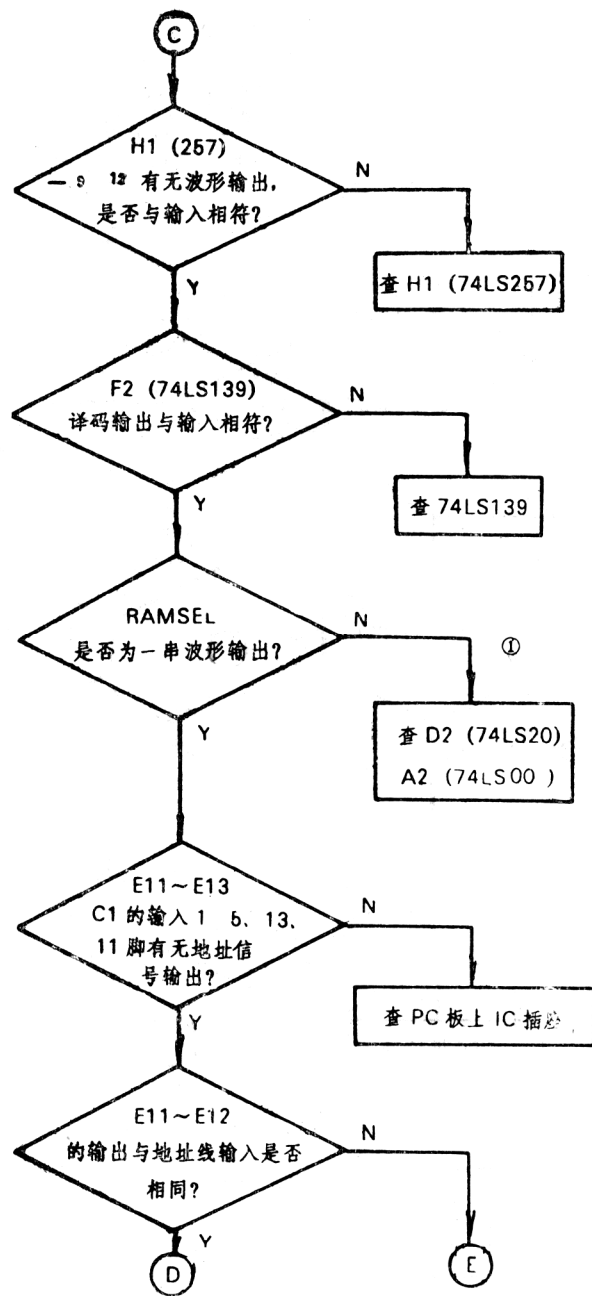 C
H1 (257)
— 9 12 有无波形输出,
是否与输入相符?
N
Y
查 H1 (74LS257)
F2 (74LS139)
译码输出与输入相符?
N
Y
查 74LS139
RAMSEL
是否为一串波形输出?
N
Y
①
查 D2 (74LS20)
A2 (74LS00 )
E11～E13
C1 的输入 1 5、13、
11 脚有无地址信
号输出?
N
Y
查 PC 板上 IC 插座
E11～E12
的输出与地址线输入是否
相同?
N
Y
D
E